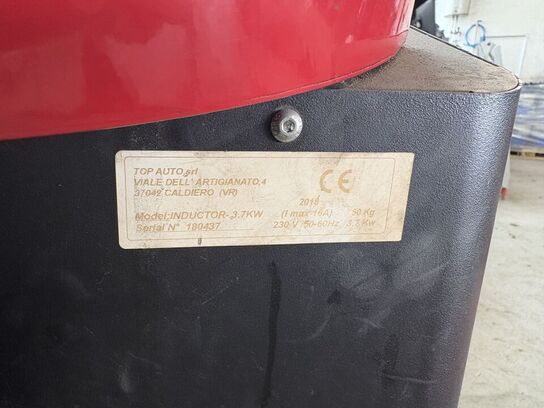 TOP AUTO,srl
VIALE DELL' ARTIGIANATO,4
37042 CALDIERO (VR)
CE
2018
Model;INDUCTOR-,3.7KW (I max 16A) 50 Kg
Serial N° 180437 230 V 50-60Hz 3.7 Kw